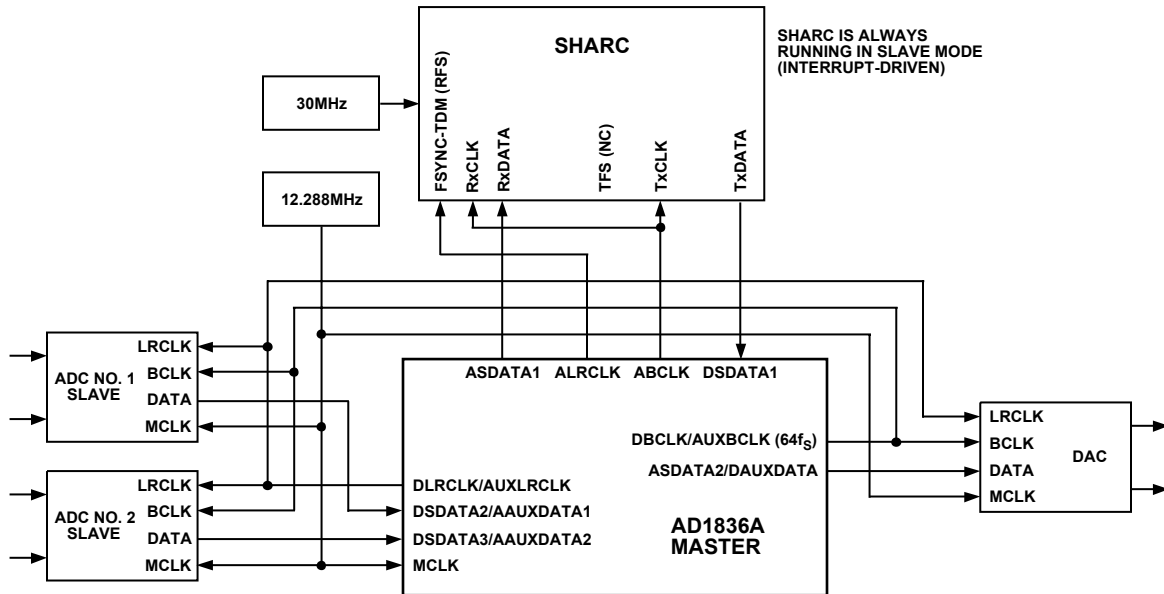 SHARC
SHARC IS ALWAYS
RUNNING IN SLAVE MODE
(INTERRUPT-DRIVEN)
30MHz
12.288MHz
FSYNC-TDM (RFS)
RxCLK
RxDATA
TFS (NC)
TxCLK
TxDATA
ADC NO. 1
SLAVE
LRCLK
BCLK
DATA
MCLK
ADC NO. 2
SLAVE
LRCLK
BCLK
DATA
MCLK
ASDATA1
ALRCLK
ABCLK
DSDATA1
DBCLK/AUXBCLK (64fS)
ASDATA2/DAUXDATA
DLRCLK/AUXLRCLK
DSDATA2/AAUXDATA1
DSDATA3/AAUXDATA2
MCLK
AD1836A
MASTER
LRCLK
BCLK
DATA
MCLK
DAC